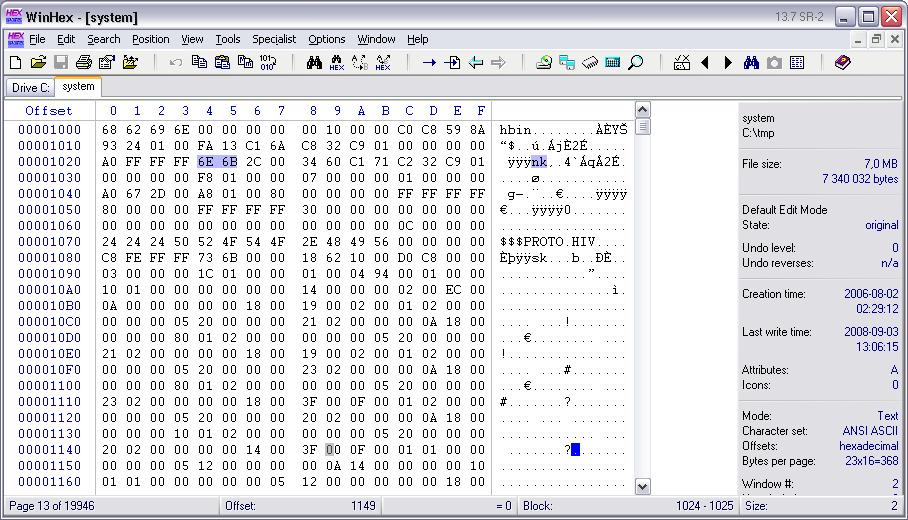 WinHex - [system]
13.7 SR-2
File Edit Search Position View Tools Specialist Options Window Help
Drive C: system
Offset 0 1 2 3 4 5 6 7 8 9 A B C D E F
00001000 68 62 69 6E 00 00 00 00 00 10 00 00 C0 C8 59 8A hbin........ÀÈYŠ
00001010 93 24 01 00 FA 13 C1 6A C8 32 C9 01 00 00 00 00 “$..ú.ÁjÈ2É.....
00001020 A0 FF FF FF 6E 6B 2C 00 34 60 C1 71 C2 32 C9 01 ÿÿÿnk,.4`ÁqÂ2É.
00001030 00 00 00 00 F8 01 00 00 07 00 00 00 00 00 00 00 ....ø...........
00001040 A0 67 2D 00 A8 01 00 80 00 00 00 00 FF FF FF FF g-.¨..€....ÿÿÿÿ
00001050 80 00 00 00 FF FF FF FF 30 00 00 00 00 00 00 00 €...ÿÿÿÿ0.......
00001060 00 00 00 00 00 00 00 00 00 00 00 00 0C 00 00 00 ................
00001070 24 24 24 50 52 4F 54 4F 2E 48 49 56 00 00 00 00 $$$PROTO.HIV....
00001080 C8 FE FF FF 73 6B 00 00 18 62 10 00 D0 C8 00 00 Èþÿÿsk...b..ÐÈ..
00001090 03 00 00 00 1C 01 00 00 01 00 04 94 00 01 00 00 ...........”....
000010A0 10 01 00 00 00 00 00 00 14 00 00 00 02 00 EC 00 ..............ì.
000010B0 0A 00 00 00 00 00 18 00 19 00 02 00 01 02 00 00 ................
000010C0 00 00 00 05 20 00 00 00 21 02 00 00 00 0A 18 00 .... ...!.......
000010D0 00 00 00 80 01 02 00 00 00 00 00 05 20 00 00 00 ...€........ ...
000010E0 21 02 00 00 00 00 18 00 19 00 02 00 01 02 00 00 !...............
000010F0 00 00 00 05 20 00 00 00 23 02 00 00 00 0A 18 00 .... ...#.......
00001100 00 00 00 80 01 02 00 00 00 00 00 05 20 00 00 00 ...€........ ...
00001110 23 02 00 00 00 00 18 00 3F 00 0F 00 01 02 00 00 #.......?.......
00001120 00 00 00 05 20 00 00 00 20 02 00 00 00 0A 18 00 .... ... .......
00001130 00 00 00 10 01 02 00 00 00 00 00 05 20 00 00 00 ............ ...
00001140 20 02 00 00 00 00 14 00 3F 00 0F 00 01 01 00 00 .......?.
00001150 00 00 00 05 12 00 00 00 00 0A 14 00 00 00 00 10 ................
00001160 01 01 00 00 00 00 00 05 12 00 00 00 00 00 18 00 ................
system
C:\tmp
File size: 7,0 MB
7 340 032 bytes
Default Edit Mode
State: original
Undo level: 0
Undo reverses: n/a
Creation time: 2006-08-02
02:29:12
Last write time: 2008-09-03
13:06:15
Attributes: A
Icons: 0
Mode: Text
Character set: ANSI ASCII
Offsets: hexadecimal
Bytes per page: 23x16=368
Window #: 2
Page 13 of 19946 Offset: 1149 = 0 Block: 1024 - 1025 Size: 2